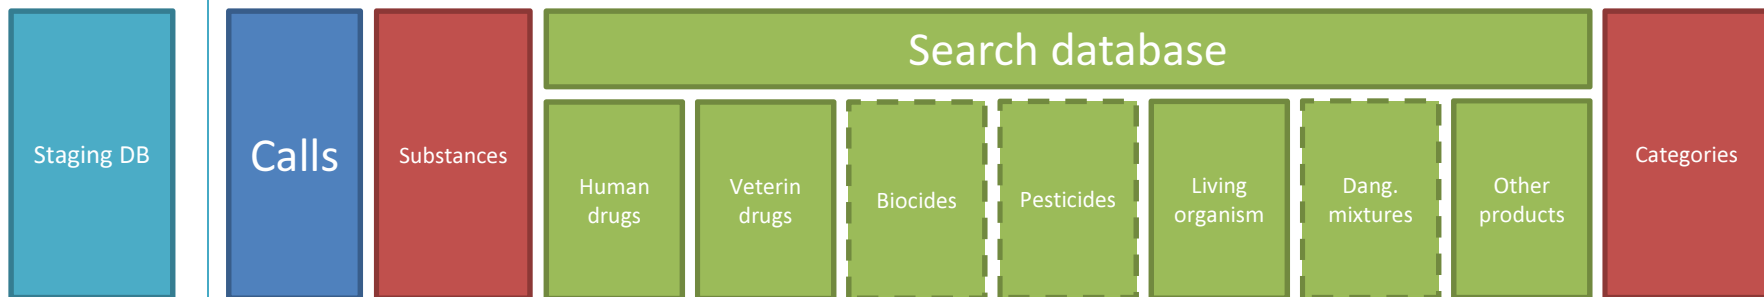 Staging DB
Calls
Substances
Search database
Human
drugs
Veterin
drugs
Biocides
Pesticides
Living
organism
Dang.
mixtures
Other
products
Categories